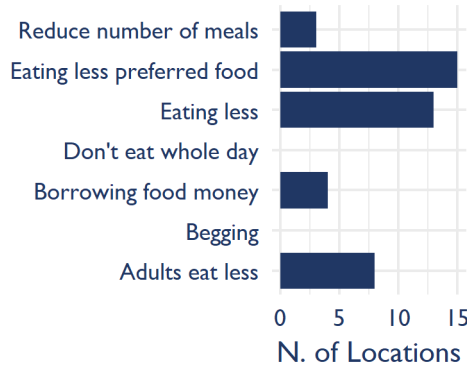 Reduce number of meals
Eating less preferred food
Eating less
Don't eat whole day
Borrowing food money
Begging
Adults eat less
0 5 10 15
N. of Locations